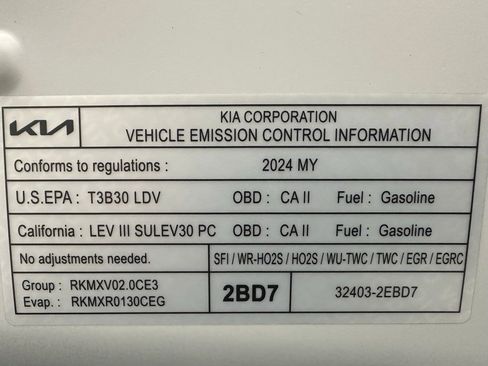 KIA
KIA CORPORATION
VEHICLE EMISSION CONTROL INFORMATION
Conforms to regulations : 2024 MY
U.S.EPA : T3B30 LDV OBD : CA II Fuel : Gasoline
California : LEV III SULEV30 PC OBD : CA II Fuel : Gasoline
No adjustments needed. SFI / WR-HO2S / HO2S / WU-TWC / TWC / EGR / EGRC
Group : RKMXV02.0CE3
Evap. : RKMXR0130CEG
2BD7
32403-2EBD7